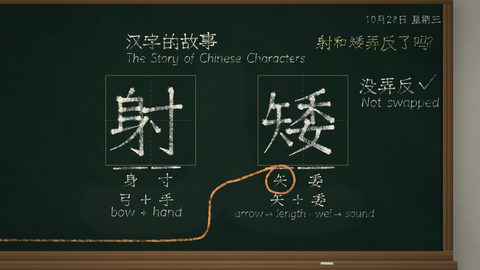 10月28日 星期三
汉字的故事
The Story of Chinese Characters
射和矮弄反了吗?
没弄反✓
Not swapped
射 矮
身 寸 矢 委
弓 + 手 矢 + 委
bow + hand arrow → length · wei → sound